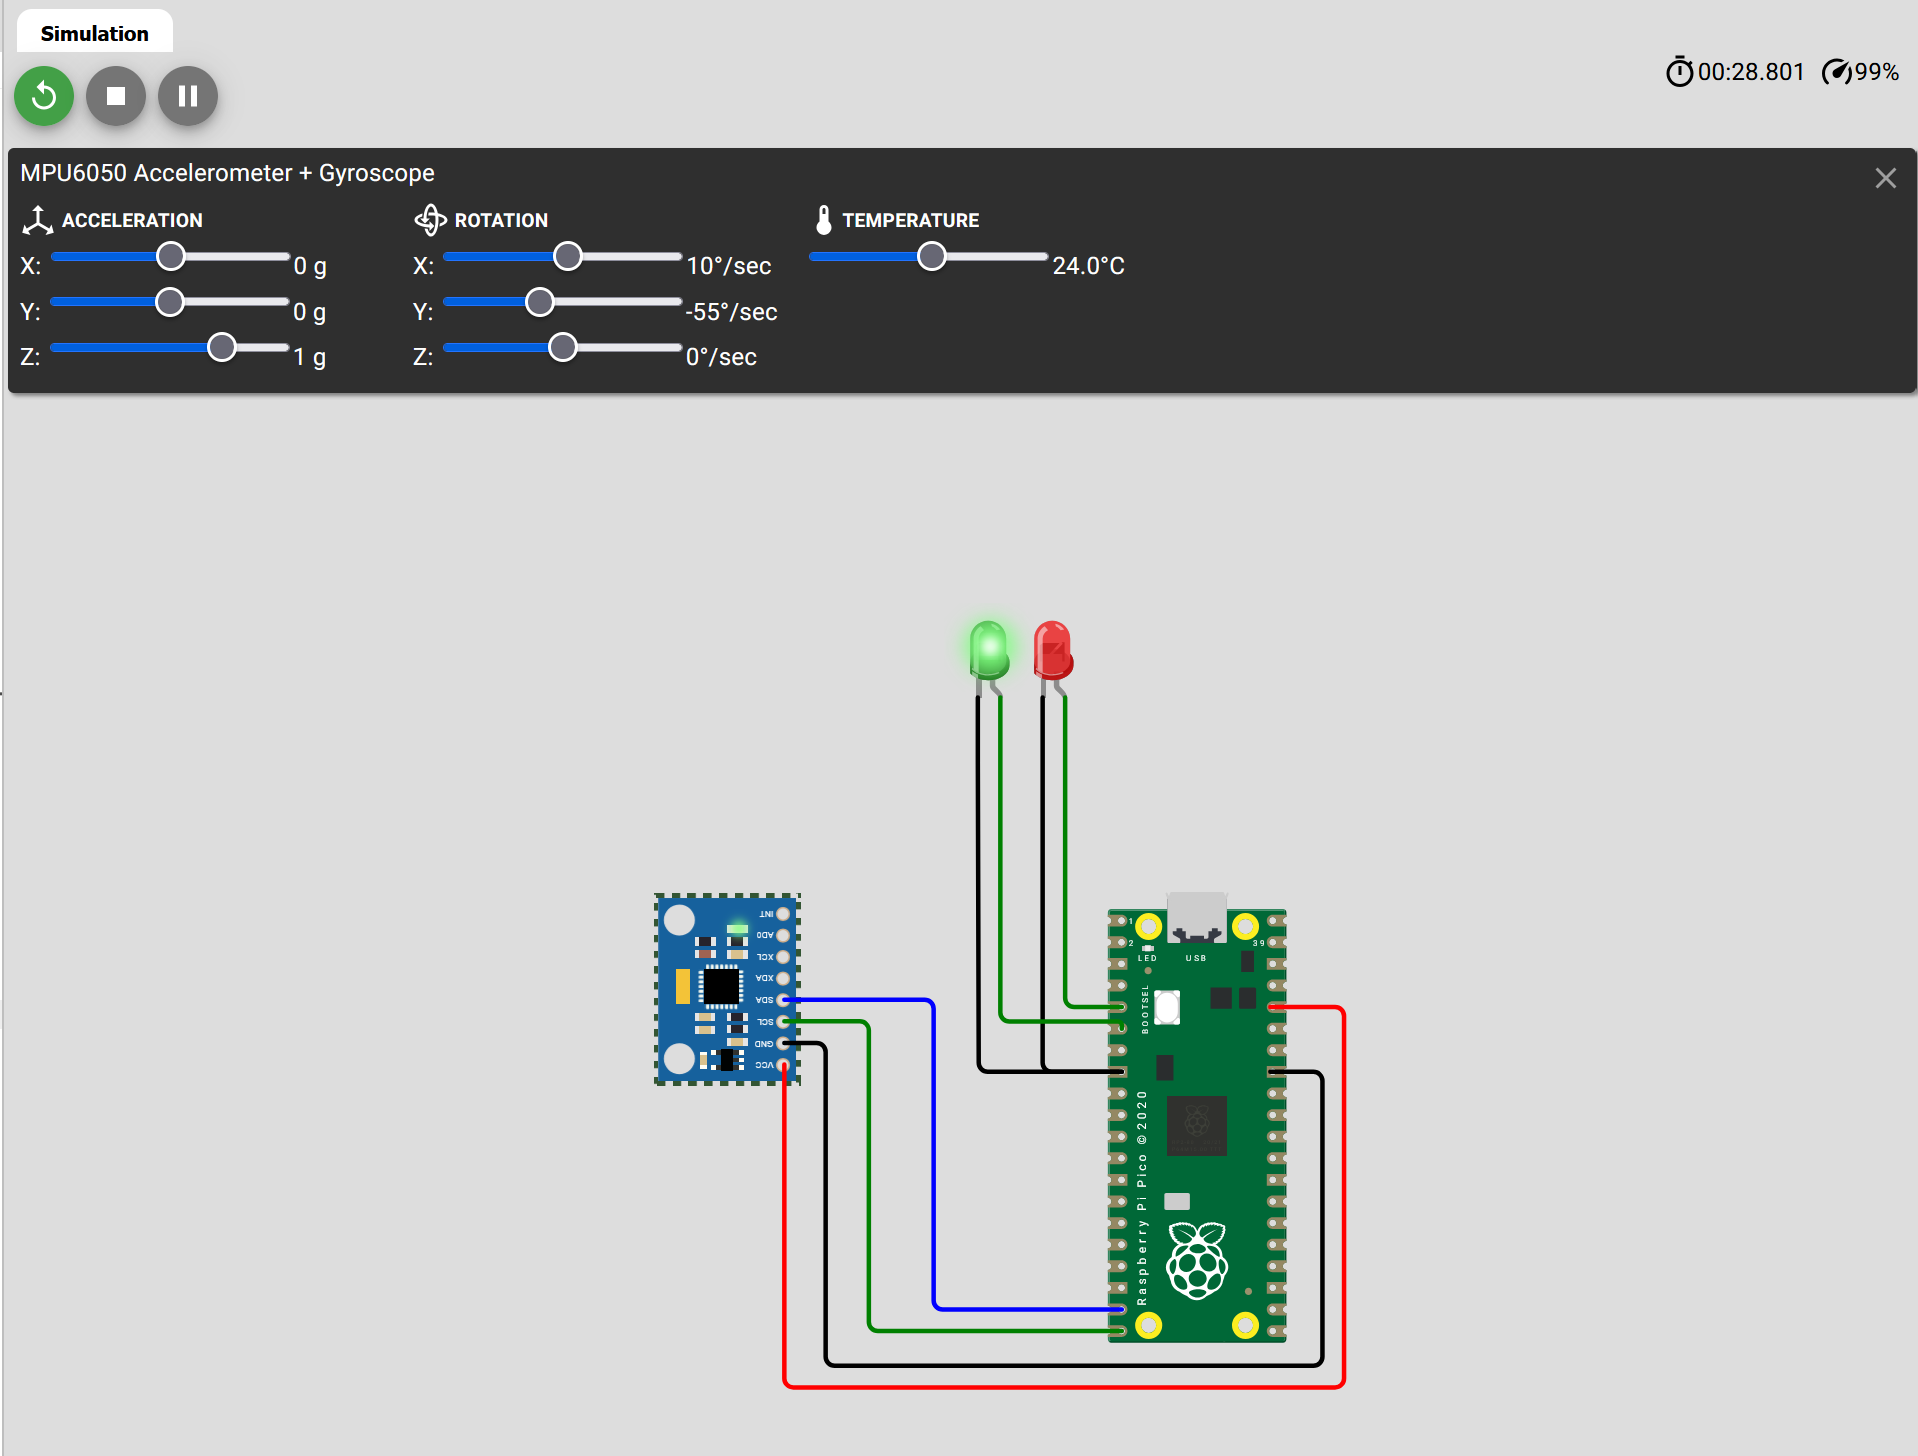 Simulation
00:28.801 99%
MPU6050 Accelerometer + Gyroscope
ACCELERATION ROTATION TEMPERATURE
X: 0 g X: 10°/sec 24.0°C
Y: 0 g Y: -55°/sec
Z: 1 g Z: 0°/sec
INT
AD0
XCL
XDA
SDA
SCL
GND
VCC
1
2
39
LED USB
BOOTSEL
Raspberry Pi Pico ©2020